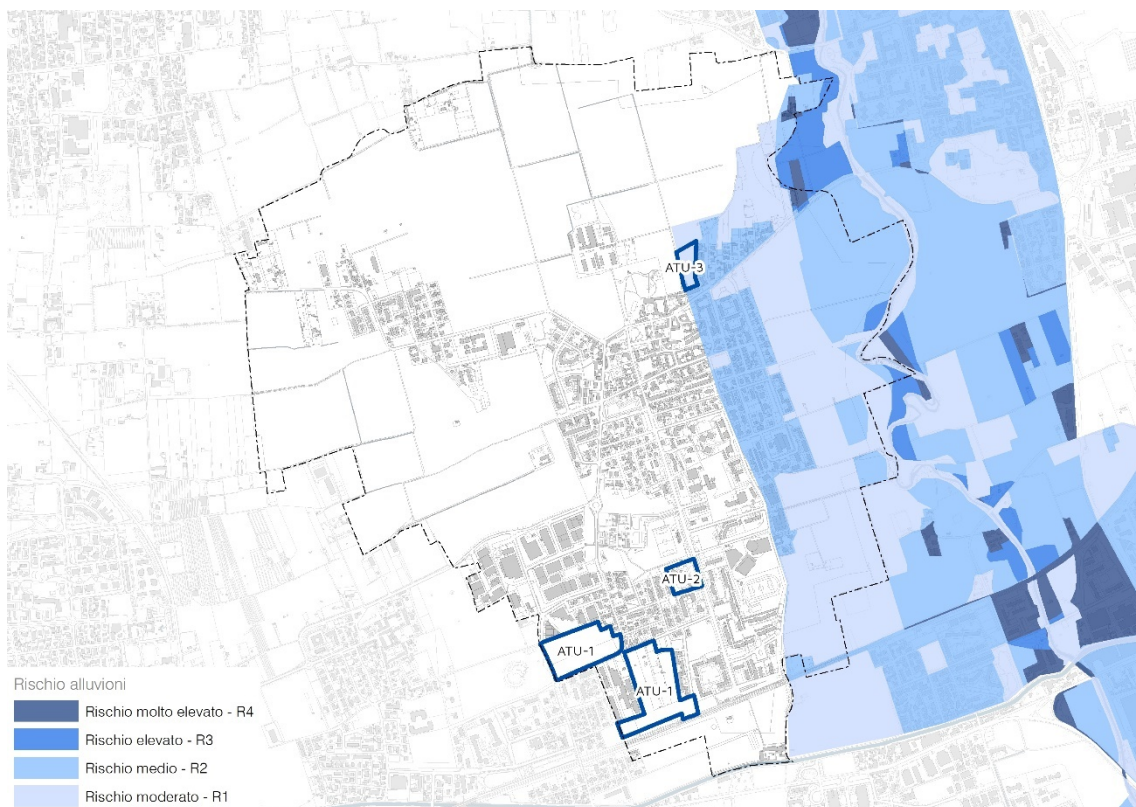 ATU-3
ATU-2
ATU-1
ATU-1
Rischio alluvioni
Rischio molto elevato - R4
Rischio elevato - R3
Rischio medio - R2
Rischio moderato - R1